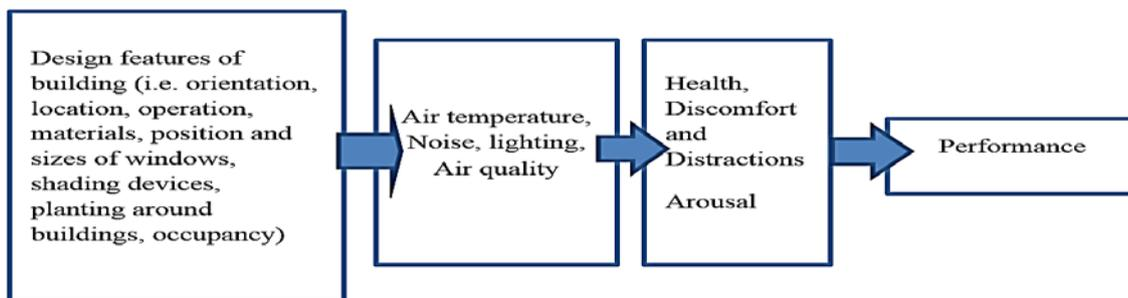 Design features of
building (i.e. orientation,
location, operation,
materials, position and
sizes of windows,
shading devices,
planting around
buildings, occupancy)
Air temperature,
Noise, lighting,
Air quality
Health,
Discomfort
and
Distractions
Arousal
Performance